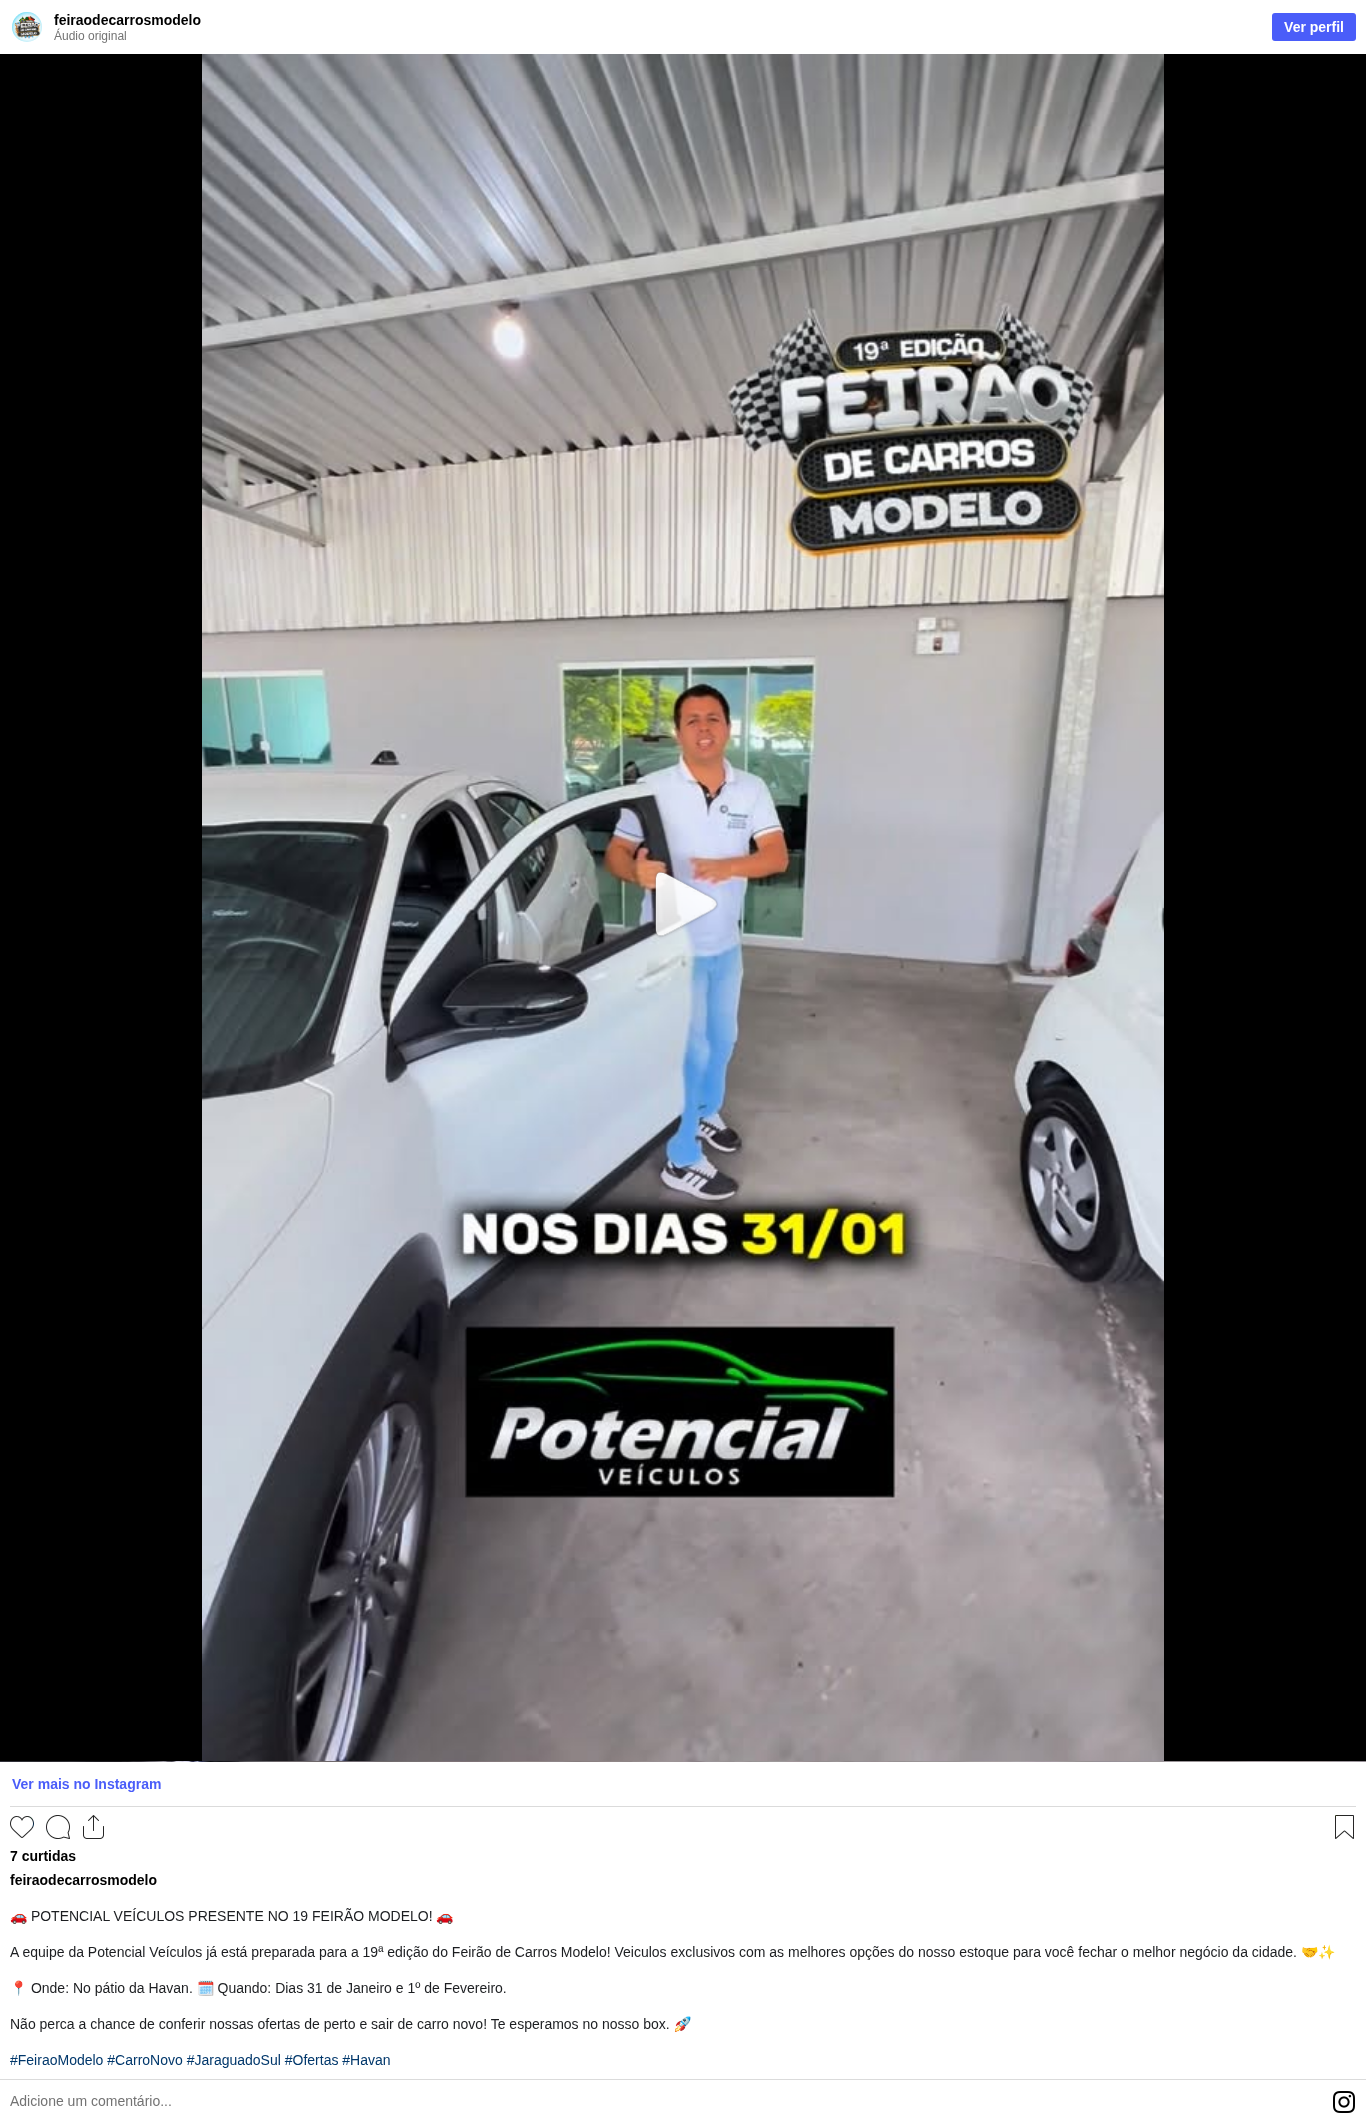 feiraodecarrosmodelo
Áudio original
Ver perfil
19ª EDIÇÃO
FEIRÃO
DE CARROS
MODELO
NOS DIAS 31/01
Potencial
VEÍCULOS
Ver mais no Instagram
7 curtidas
feiraodecarrosmodelo
🚗 POTENCIAL VEÍCULOS PRESENTE NO 19 FEIRÃO MODELO! 🚗
A equipe da Potencial Veículos já está preparada para a 19ª edição do Feirão de Carros Modelo! Veiculos exclusivos com as melhores opções do nosso estoque para você fechar o melhor negócio da cidade. 🤝✨
📍 Onde: No pátio da Havan. 🗓️ Quando: Dias 31 de Janeiro e 1º de Fevereiro.
Não perca a chance de conferir nossas ofertas de perto e sair de carro novo! Te esperamos no nosso box. 🚀
#FeiraoModelo #CarroNovo #JaraguadoSul #Ofertas #Havan
Adicione um comentário...